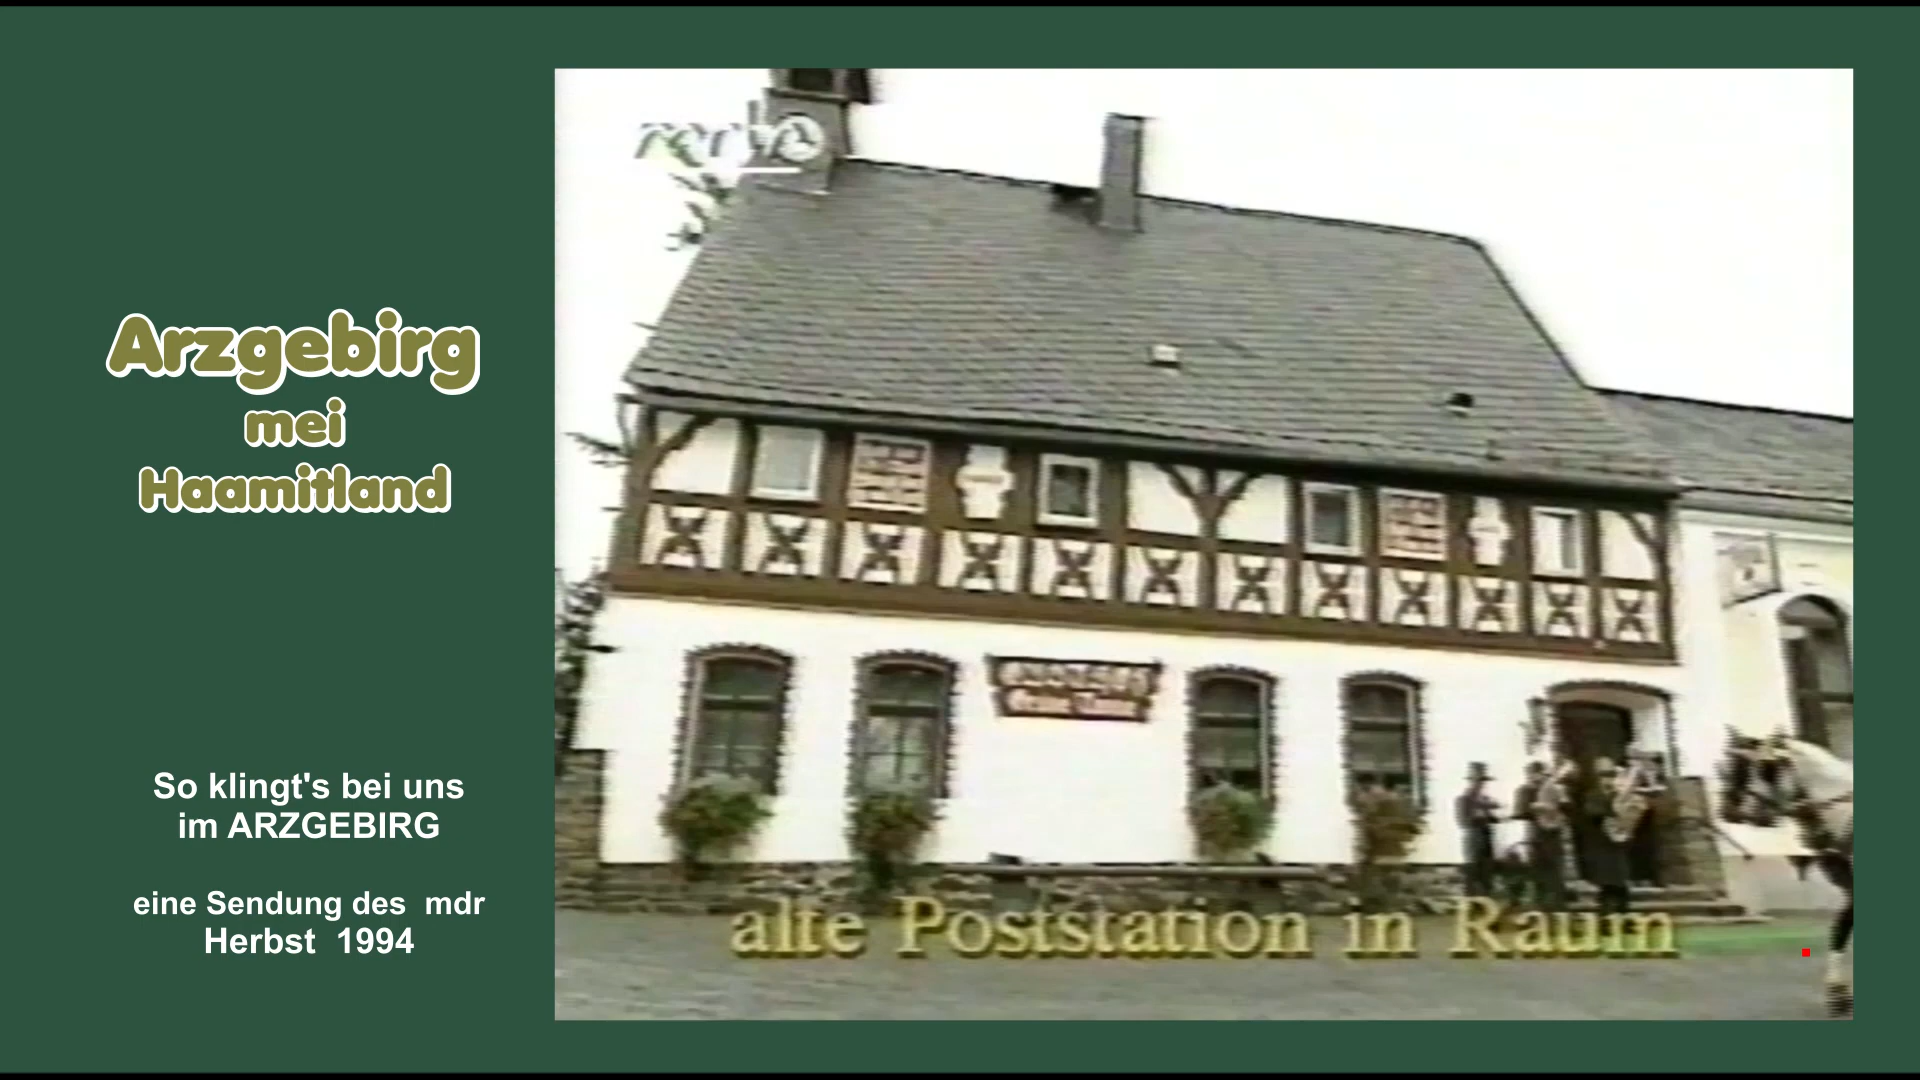 Arzgebirg
mei
Haamitland
So klingt's bei uns
im ARZGEBIRG
eine Sendung des mdr
Herbst 1994
alte Poststation in Raum